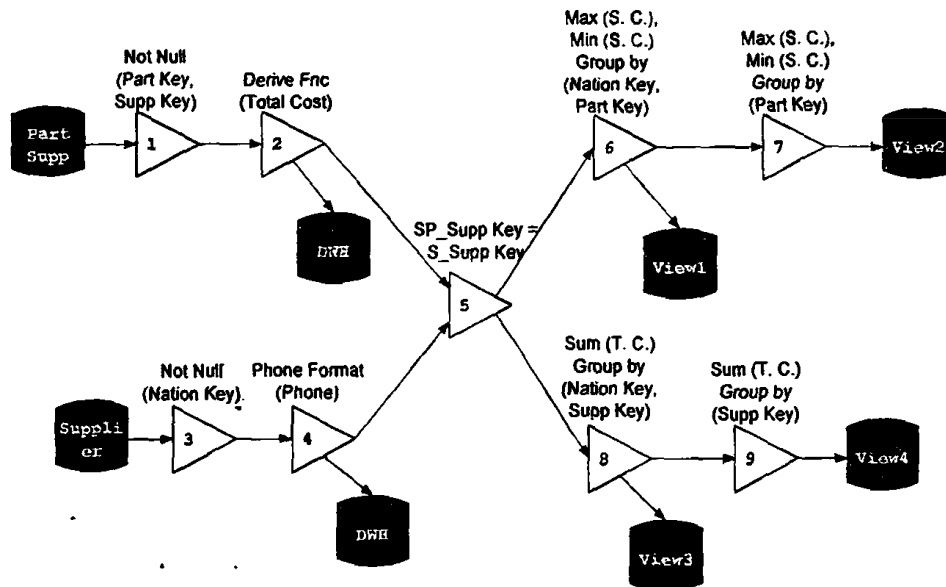 Not Null
(Part Key,
Supp Key)
Derive Fnc
(Total Cost)
Max (S. C.),
Min (S. C.)
Group by
(Nation Key,
Part Key)
Max (S. C.),
Min (S. C.)
Group by
(Part Key)
Part
Supp
1
2
6
7
View2
DWH
SP_Supp Key =
S_Supp Key
View1
5
Not Null
(Nation Key).
Phone Format
(Phone)
Sum (T. C.)
Group by
(Nation Key,
Supp Key)
Sum (T. C.)
Group by
(Supp Key)
Suppli
er
3
4
8
9
View4
DWH
View3